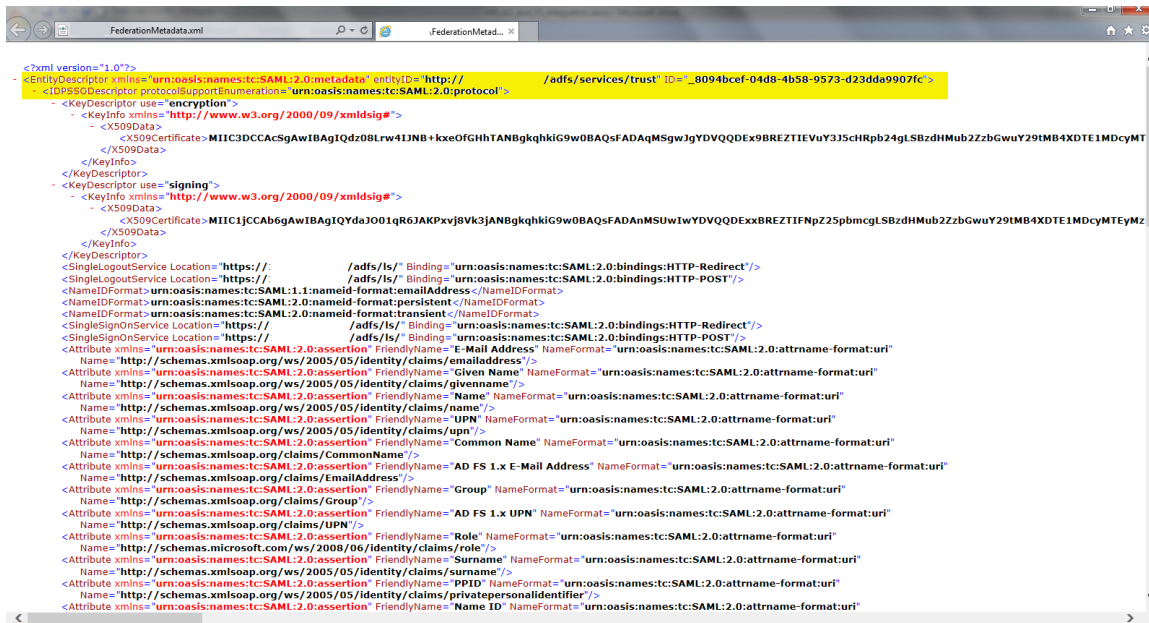 FederationMetadata.xml
FederationMetad...
<?xml version="1.0"?>
- <EntityDescriptor xmlns="urn:oasis:names:tc:SAML:2.0:metadata" entityID="http:// /adfs/services/trust" ID="_8094bcef-04d8-4b58-9573-d23dda9907fc">
- <IDPSSODescriptor protocolSupportEnumeration="urn:oasis:names:tc:SAML:2.0:protocol">
- <KeyDescriptor use="encryption">
- <KeyInfo xmlns="http://www.w3.org/2000/09/xmldsig#">
- <X509Data>
<X509Certificate>MIIC3DCCAcSgAwIBAgIQdz08Lrw4IJNB+kxeOfGHhTANBgkqhkiG9w0BAQsFADAqMSgwJgYDVQQDEx9BREZTIEVuY3J5cHRpb24gLSBzdHMub2ZzbGwuY29tMB4XDTE1MDcyMT
</X509Data>
</KeyInfo>
</KeyDescriptor>
- <KeyDescriptor use="signing">
- <KeyInfo xmlns="http://www.w3.org/2000/09/xmldsig#">
- <X509Data>
<X509Certificate>MIIC1jCCAb6gAwIBAgIQYdaJO01qR6JAKPxvj8Vk3jANBgkqhkiG9w0BAQsFADAnMSUwIwYDVQQDExxBREZTIFNpZ25pbmcgLSBzdHMub2ZzbGwuY29tMB4XDTE1MDcyMTEyMz
</X509Data>
</KeyInfo>
</KeyDescriptor>
<SingleLogoutService Location="https:// /adfs/ls/" Binding="urn:oasis:names:tc:SAML:2.0:bindings:HTTP-Redirect"/>
<SingleLogoutService Location="https:// /adfs/ls/" Binding="urn:oasis:names:tc:SAML:2.0:bindings:HTTP-POST"/>
<NameIDFormat>urn:oasis:names:tc:SAML:1.1:nameid-format:emailAddress</NameIDFormat>
<NameIDFormat>urn:oasis:names:tc:SAML:2.0:nameid-format:persistent</NameIDFormat>
<NameIDFormat>urn:oasis:names:tc:SAML:2.0:nameid-format:transient</NameIDFormat>
<SingleSignOnService Location="https:// /adfs/ls/" Binding="urn:oasis:names:tc:SAML:2.0:bindings:HTTP-Redirect"/>
<SingleSignOnService Location="https:// /adfs/ls/" Binding="urn:oasis:names:tc:SAML:2.0:bindings:HTTP-POST"/>
<Attribute xmlns="urn:oasis:names:tc:SAML:2.0:assertion" FriendlyName="E-Mail Address" NameFormat="urn:oasis:names:tc:SAML:2.0:attrname-format:uri"
Name="http://schemas.xmlsoap.org/ws/2005/05/identity/claims/emailaddress"/>
<Attribute xmlns="urn:oasis:names:tc:SAML:2.0:assertion" FriendlyName="Given Name" NameFormat="urn:oasis:names:tc:SAML:2.0:attrname-format:uri"
Name="http://schemas.xmlsoap.org/ws/2005/05/identity/claims/givenname"/>
<Attribute xmlns="urn:oasis:names:tc:SAML:2.0:assertion" FriendlyName="Name" NameFormat="urn:oasis:names:tc:SAML:2.0:attrname-format:uri"
Name="http://schemas.xmlsoap.org/ws/2005/05/identity/claims/name"/>
<Attribute xmlns="urn:oasis:names:tc:SAML:2.0:assertion" FriendlyName="UPN" NameFormat="urn:oasis:names:tc:SAML:2.0:attrname-format:uri"
Name="http://schemas.xmlsoap.org/ws/2005/05/identity/claims/upn"/>
<Attribute xmlns="urn:oasis:names:tc:SAML:2.0:assertion" FriendlyName="Common Name" NameFormat="urn:oasis:names:tc:SAML:2.0:attrname-format:uri"
Name="http://schemas.xmlsoap.org/claims/CommonName"/>
<Attribute xmlns="urn:oasis:names:tc:SAML:2.0:assertion" FriendlyName="AD FS 1.x E-Mail Address" NameFormat="urn:oasis:names:tc:SAML:2.0:attrname-format:uri"
Name="http://schemas.xmlsoap.org/claims/EmailAddress"/>
<Attribute xmlns="urn:oasis:names:tc:SAML:2.0:assertion" FriendlyName="Group" NameFormat="urn:oasis:names:tc:SAML:2.0:attrname-format:uri"
Name="http://schemas.xmlsoap.org/claims/Group"/>
<Attribute xmlns="urn:oasis:names:tc:SAML:2.0:assertion" FriendlyName="AD FS 1.x UPN" NameFormat="urn:oasis:names:tc:SAML:2.0:attrname-format:uri"
Name="http://schemas.xmlsoap.org/claims/UPN"/>
<Attribute xmlns="urn:oasis:names:tc:SAML:2.0:assertion" FriendlyName="Role" NameFormat="urn:oasis:names:tc:SAML:2.0:attrname-format:uri"
Name="http://schemas.microsoft.com/ws/2008/06/identity/claims/role"/>
<Attribute xmlns="urn:oasis:names:tc:SAML:2.0:assertion" FriendlyName="Surname" NameFormat="urn:oasis:names:tc:SAML:2.0:attrname-format:uri"
Name="http://schemas.xmlsoap.org/ws/2005/05/identity/claims/surname"/>
<Attribute xmlns="urn:oasis:names:tc:SAML:2.0:assertion" FriendlyName="PPID" NameFormat="urn:oasis:names:tc:SAML:2.0:attrname-format:uri"
Name="http://schemas.xmlsoap.org/ws/2005/05/identity/claims/privatepersonalidentifier"/>
<Attribute xmlns="urn:oasis:names:tc:SAML:2.0:assertion" FriendlyName="Name ID" NameFormat="urn:oasis:names:tc:SAML:2.0:attrname-format:uri"